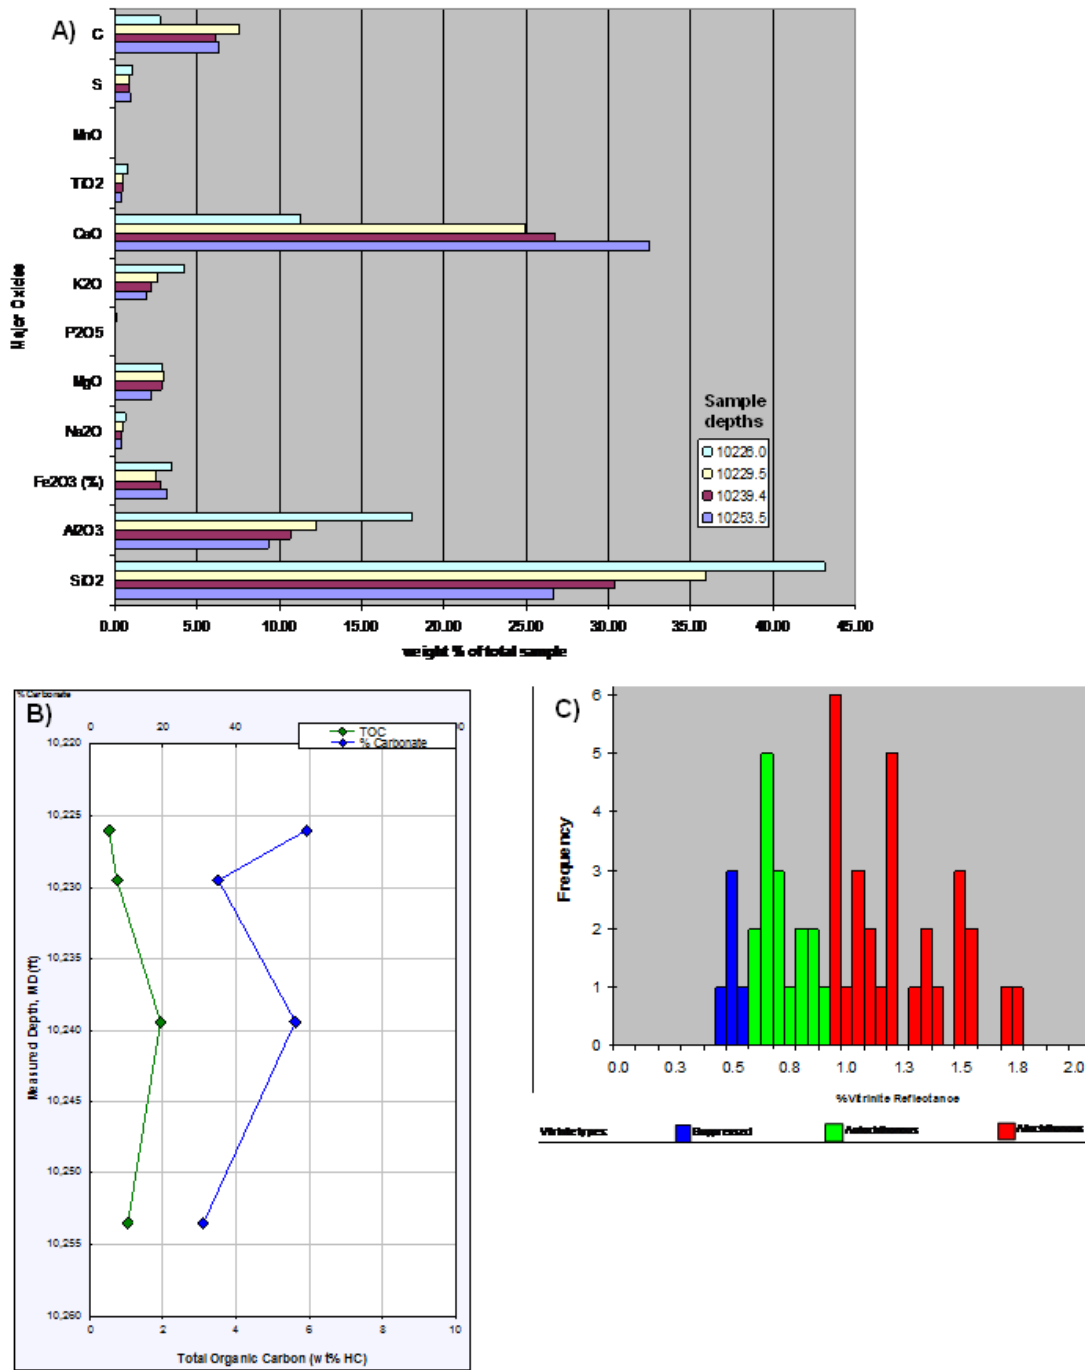 A)
C
S
MnO
TiO2
CaO
K2O
P2O5
MgO
Na2O
Fe2O3 (%)
Al2O3
SiO2
Major Oxides
0.00 5.00 10.00 15.00 20.00 25.00 30.00 35.00 40.00 45.00
weight % of total sample
Sample
depths
10226.0
10229.5
10239.4
10253.5
% Carbonate
B)
0 20 40
TOC
% Carbonate
10,220
10,225
10,230
10,235
10,240
10,245
10,250
10,255
10,260
Measured Depth, MD (ft)
0 2 4 6 8 10
Total Organic Carbon (wt% HC)
C)
6
5
4
3
2
1
0
Frequency
0.0 0.3 0.5 0.8 1.0 1.3 1.5 1.8 2.0
%Vitrinite Reflectance
Suppressed Autochthonous Allochthonous